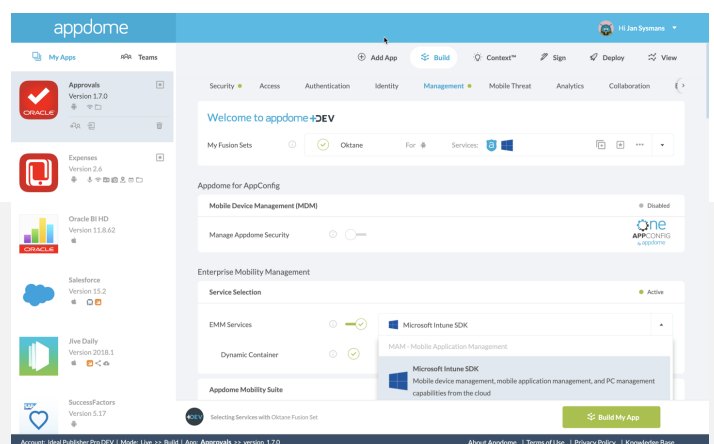 appdome
Hi Jan Sysmans
My Apps
Teams
Add App
Build
Context™
Sign
Deploy
View
Approvals
Version 1.7.0
ORACLE
Expenses
Version 2.6
Oracle BI HD
Version 11.8.62
ORACLE
Salesforce
Version 15.2
Jive Daily
Version 2018.1
SAP
SuccessFactors
Version 5.17
Security
Access
Authentication
Identity
Management
Mobile Threat
Analytics
Collaboration
Welcome to appdome+DEV
My Fusion Sets
Oktane
For
Services:
Appdome for AppConfig
Mobile Device Management (MDM)
Disabled
Manage Appdome Security
One
APPCONFIG
appdome
Enterprise Mobility Management
Service Selection
Active
EMM Services
Microsoft Intune SDK
MAM - Mobile Application Management
Dynamic Container
Microsoft Intune SDK
Mobile device management, mobile application management, and PC management
capabilities from the cloud
Appdome Mobility Suite
+DEV
Selecting Services with Oktane Fusion Set
Build My App
Account: Ideal Publisher Pro DEV | Mode: Live >> Build | App: Approvals >> version 1.7.0
About Appdome | Terms of Use | Privacy Policy | Knowledge Base